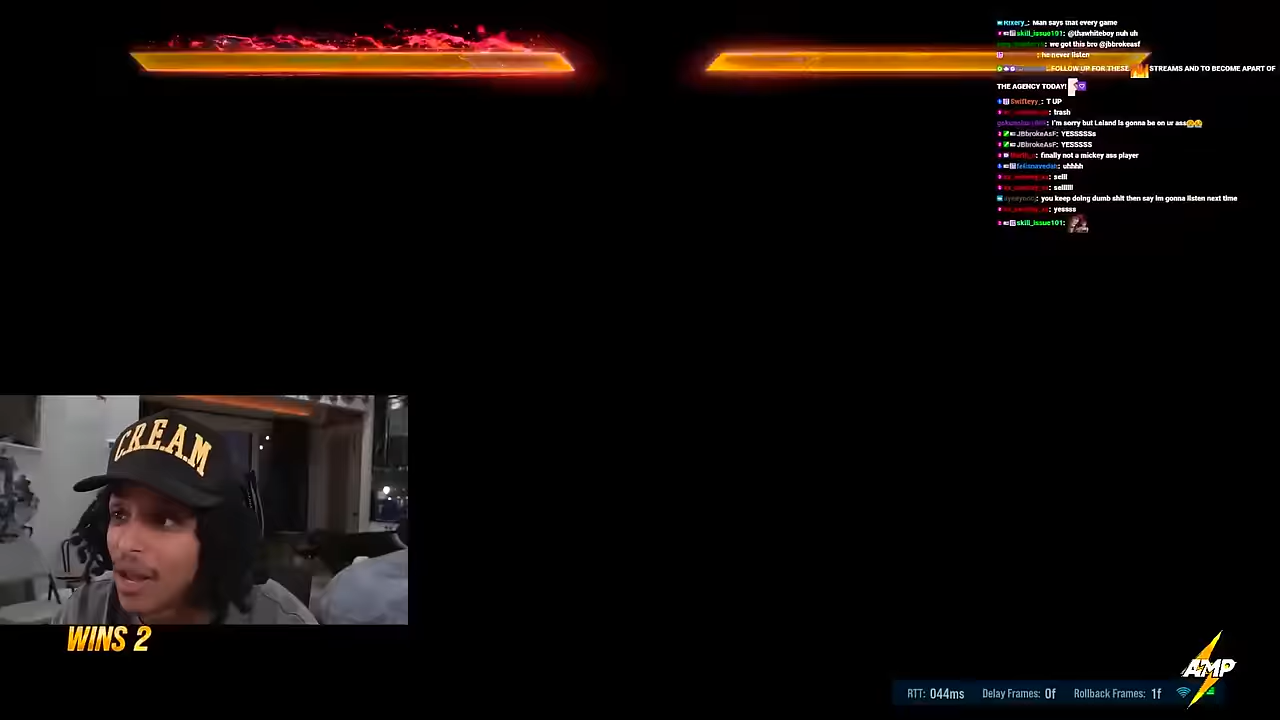 Rixery_: Man says that every game
skill_issue101: @thawhiteboy nuh uh
: we got this bro @jbbrokeasf
: he never listen
: FOLLOW UP FOR THESE STREAMS AND TO BECOME APART OF
THE AGENCY TODAY!
Swifteyy_: T UP
: trash
: I'm sorry but Leland is gonna be on ur ass
JBbrokeAsF: YESSSSSs
JBbrokeAsF: YESSSSS
: finally not a mickey ass player
: uhhhh
: selll
: sellllll
: you keep doing dumb shit then say im gonna listen next time
: yessss
skill_issue101:
C.R.E.A.M
WINS 2
AMP
RTT: 044ms Delay Frames: 0f Rollback Frames: 1f